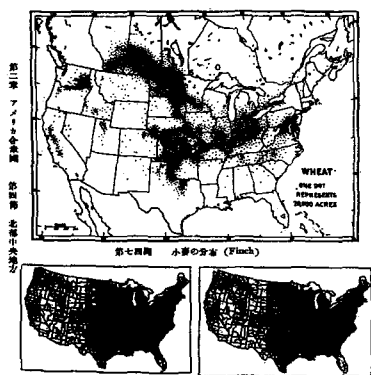 第二章 アメリカ合衆國 第四節 北部中央地方
WHEAT
ONE DOT
REPRESENTS
ACRES
第七四圖 小麥の分布 (Finch)